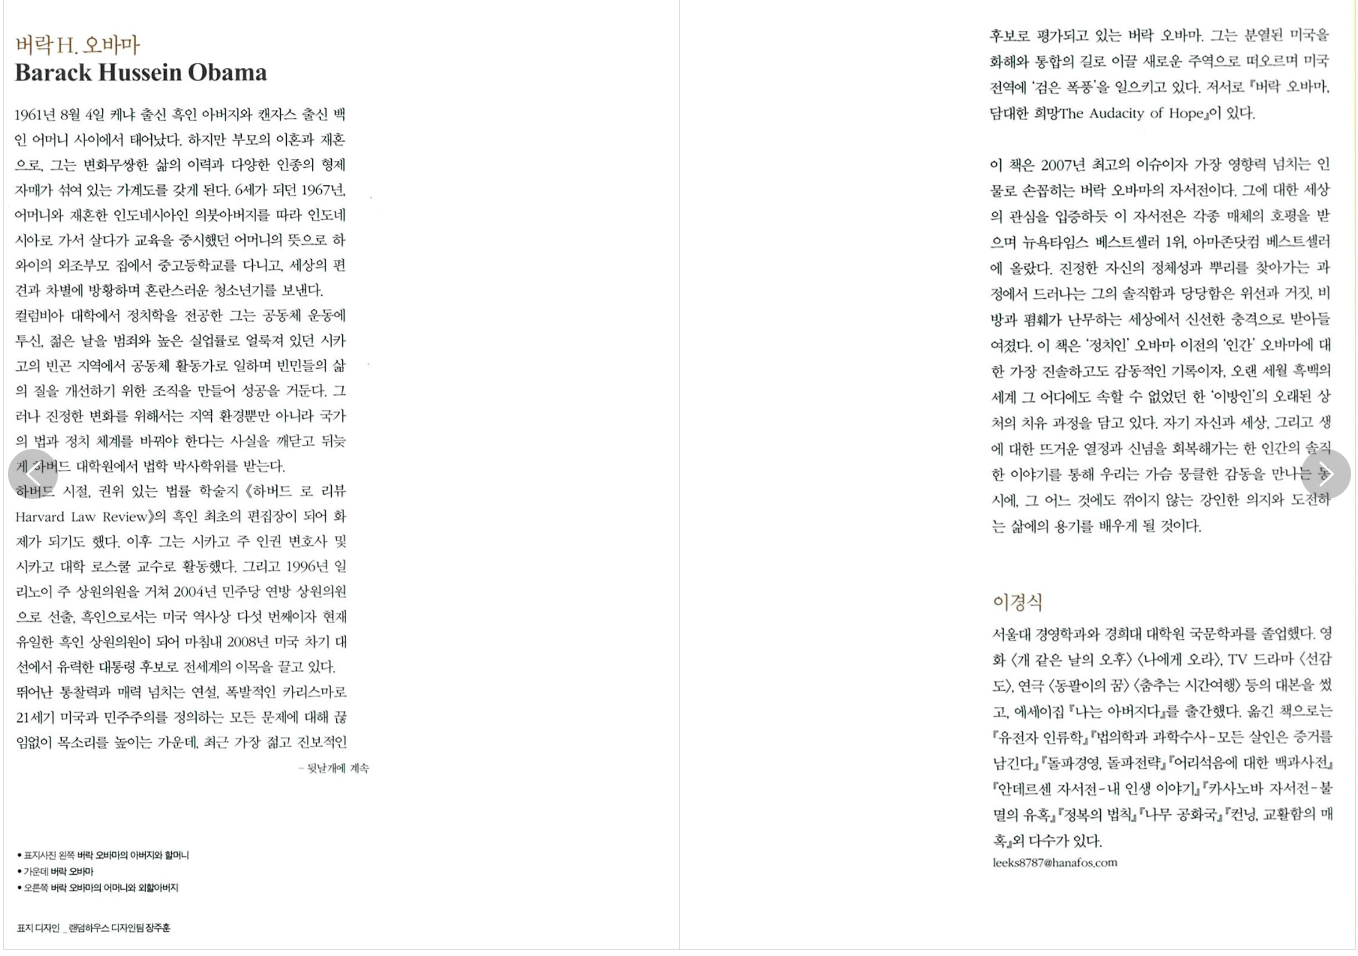 버락 H. 오바마
Barack Hussein Obama
1961년 8월 4일 케냐 출신 흑인 아버지와 캔자스 출신 백
인 어머니 사이에서 태어났다. 하지만 부모의 이혼과 재혼
으로, 그는 변화무쌍한 삶의 이력과 다양한 인종의 형제
자매가 섞여 있는 가계도를 갖게 된다. 6세가 되던 1967년,
어머니와 재혼한 인도네시아인 의붓아버지를 따라 인도네
시아로 가서 살다가 교육을 중시했던 어머니의 뜻으로 하
와이의 외조부모 집에서 중고등학교를 다니고, 세상의 편
견과 차별에 방황하며 혼란스러운 청소년기를 보낸다.
컬럼비아 대학에서 정치학을 전공한 그는 공동체 운동에
투신, 젊은 날을 범죄와 높은 실업률로 얼룩져 있던 시카
고의 빈곤 지역에서 공동체 활동가로 일하며 빈민들의 삶
의 질을 개선하기 위한 조직을 만들어 성공을 거둔다. 그
러나 진정한 변화를 위해서는 지역 환경뿐만 아니라 국가
의 법과 정치 체계를 바꿔야 한다는 사실을 깨닫고 뒤늦
게 하버드 대학원에서 법학 박사학위를 받는다.
하버드 시절, 권위 있는 법률 학술지 《하버드 로 리뷰
Harvard Law Review》의 흑인 최초의 편집장이 되어 화
제가 되기도 했다. 이후 그는 시카고 주 인권 변호사 및
시카고 대학 로스쿨 교수로 활동했다. 그리고 1996년 일
리노이 주 상원의원을 거쳐 2004년 민주당 연방 상원의원
으로 선출, 흑인으로서는 미국 역사상 다섯 번째이자 현재
유일한 흑인 상원의원이 되어 마침내 2008년 미국 차기 대
선에서 유력한 대통령 후보로 전세계의 이목을 끌고 있다.
뛰어난 통찰력과 매력 넘치는 연설, 폭발적인 카리스마로
21세기 미국과 민주주의를 정의하는 모든 문제에 대해 끊
임없이 목소리를 높이는 가운데, 최근 가장 젊고 진보적인
– 뒷날개에 계속
• 표지사진 왼쪽 버락 오바마의 아버지와 할머니
• 가운데 버락 오바마
• 오른쪽 버락 오바마의 어머니와 외할아버지
표지 디자인 _ 랜덤하우스 디자인팀 장주훈
후보로 평가되고 있는 버락 오바마. 그는 분열된 미국을
화해와 통합의 길로 이끌 새로운 주역으로 떠오르며 미국
전역에 '검은 폭풍'을 일으키고 있다. 저서로 『버락 오바마,
담대한 희망The Audacity of Hope』이 있다.
이 책은 2007년 최고의 이슈이자 가장 영향력 넘치는 인
물로 손꼽히는 버락 오바마의 자서전이다. 그에 대한 세상
의 관심을 입증하듯 이 자서전은 각종 매체의 호평을 받
으며 뉴욕타임스 베스트셀러 1위, 아마존닷컴 베스트셀러
에 올랐다. 진정한 자신의 정체성과 뿌리를 찾아가는 과
정에서 드러나는 그의 솔직함과 당당함은 위선과 거짓, 비
방과 폄훼가 난무하는 세상에서 신선한 충격으로 받아들
여졌다. 이 책은 '정치인' 오바마 이전의 '인간' 오바마에 대
한 가장 진솔하고도 감동적인 기록이자, 오랜 세월 흑백의
세계 그 어디에도 속할 수 없었던 한 '이방인'의 오래된 상
처의 치유 과정을 담고 있다. 자기 자신과 세상, 그리고 생
에 대한 뜨거운 열정과 신념을 회복해가는 한 인간의 솔직
한 이야기를 통해 우리는 가슴 뭉클한 감동을 만나는 동
시에, 그 어느 것에도 꺾이지 않는 강인한 의지와 도전하
는 삶에의 용기를 배우게 될 것이다.
이경식
서울대 경영학과와 경희대 대학원 국문학과를 졸업했다. 영
화 〈개 같은 날의 오후〉 〈나에게 오라〉, TV 드라마 〈선감
도〉, 연극 〈동팔이의 꿈〉 〈춤추는 시간여행〉 등의 대본을 썼
고, 에세이집 『나는 아버지다』를 출간했다. 옮긴 책으로는
『유전자 인류학』 『법의학과 과학수사–모든 살인은 증거를
남긴다』 『돌파경영, 돌파전략』 『어리석음에 대한 백과사전』
『안데르센 자서전–내 인생 이야기』 『카사노바 자서전–불
멸의 유혹』 『정복의 법칙』 『나무 공화국』 『컨닝, 교활함의 매
혹』외 다수가 있다.
leeks8787@hanafos.com